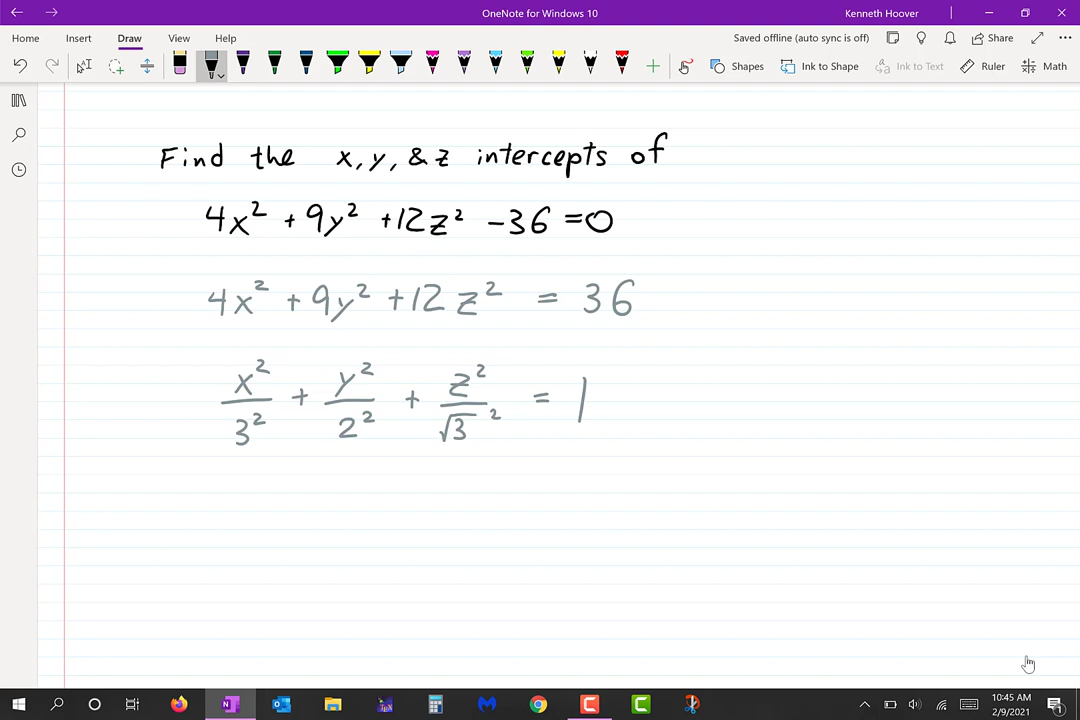 OneNote for Windows 10
Kenneth Hoover
Home Insert Draw View Help
Saved offline (auto sync is off)
Share
Shapes Ink to Shape Ink to Text Ruler Math
Find the x, y, & z intercepts of
4x² + 9y² + 12z² - 36 = 0
4x² + 9y² + 12z² = 36
x²/3² + y²/2² + z²/√3² = 1
10:45 AM
2/9/2021